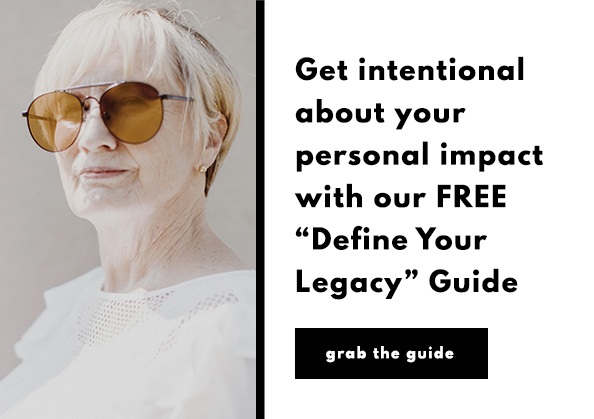 Get intentional
about your
personal impact
with our FREE
“Define Your
Legacy” Guide
grab the guide